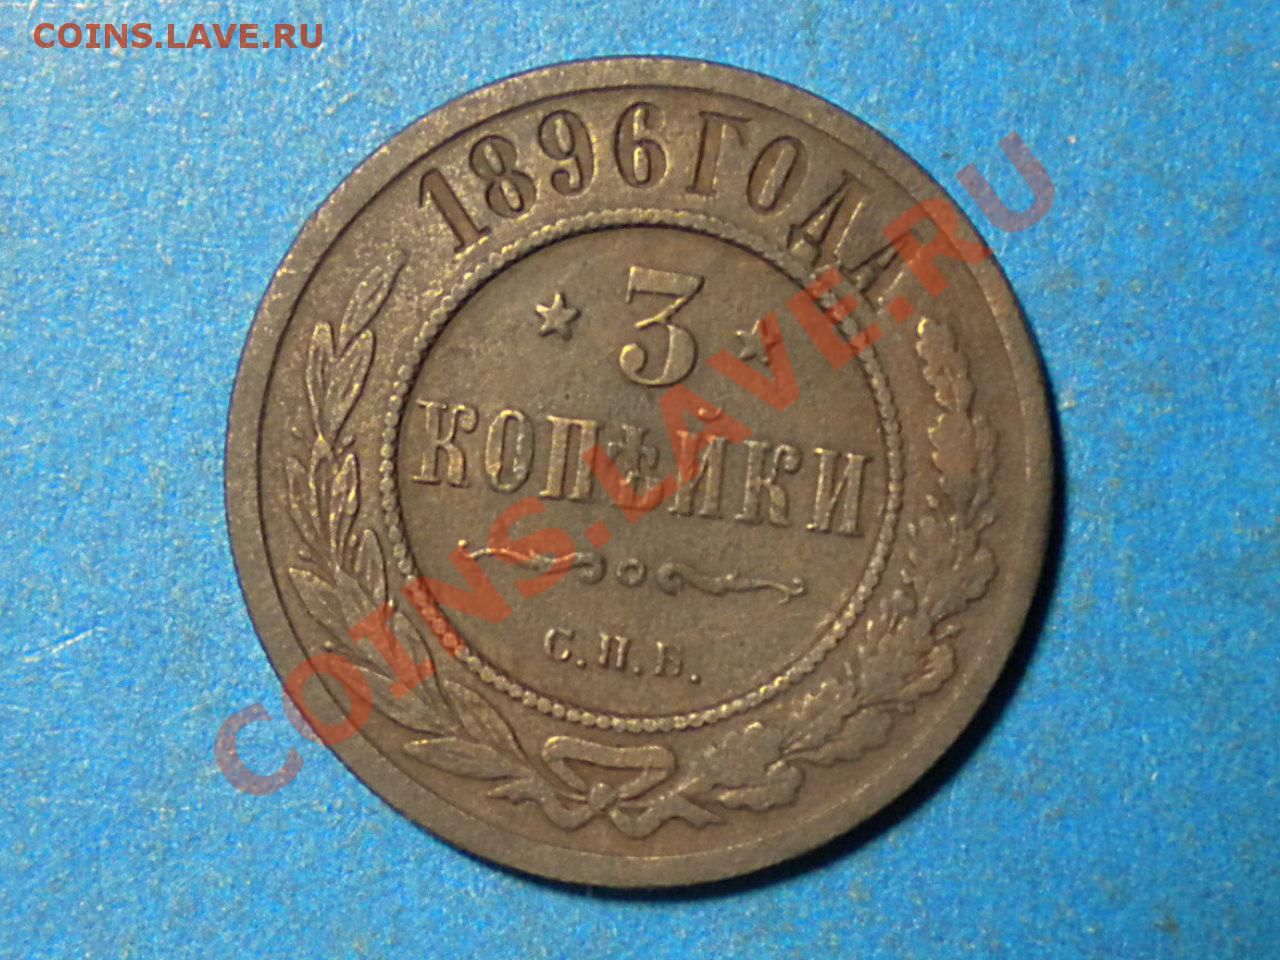 COINS.LAVE.RU
1896 ГОДА
3
КОПѢЙКИ
С.П.Б.
COINS.LAVE.RU